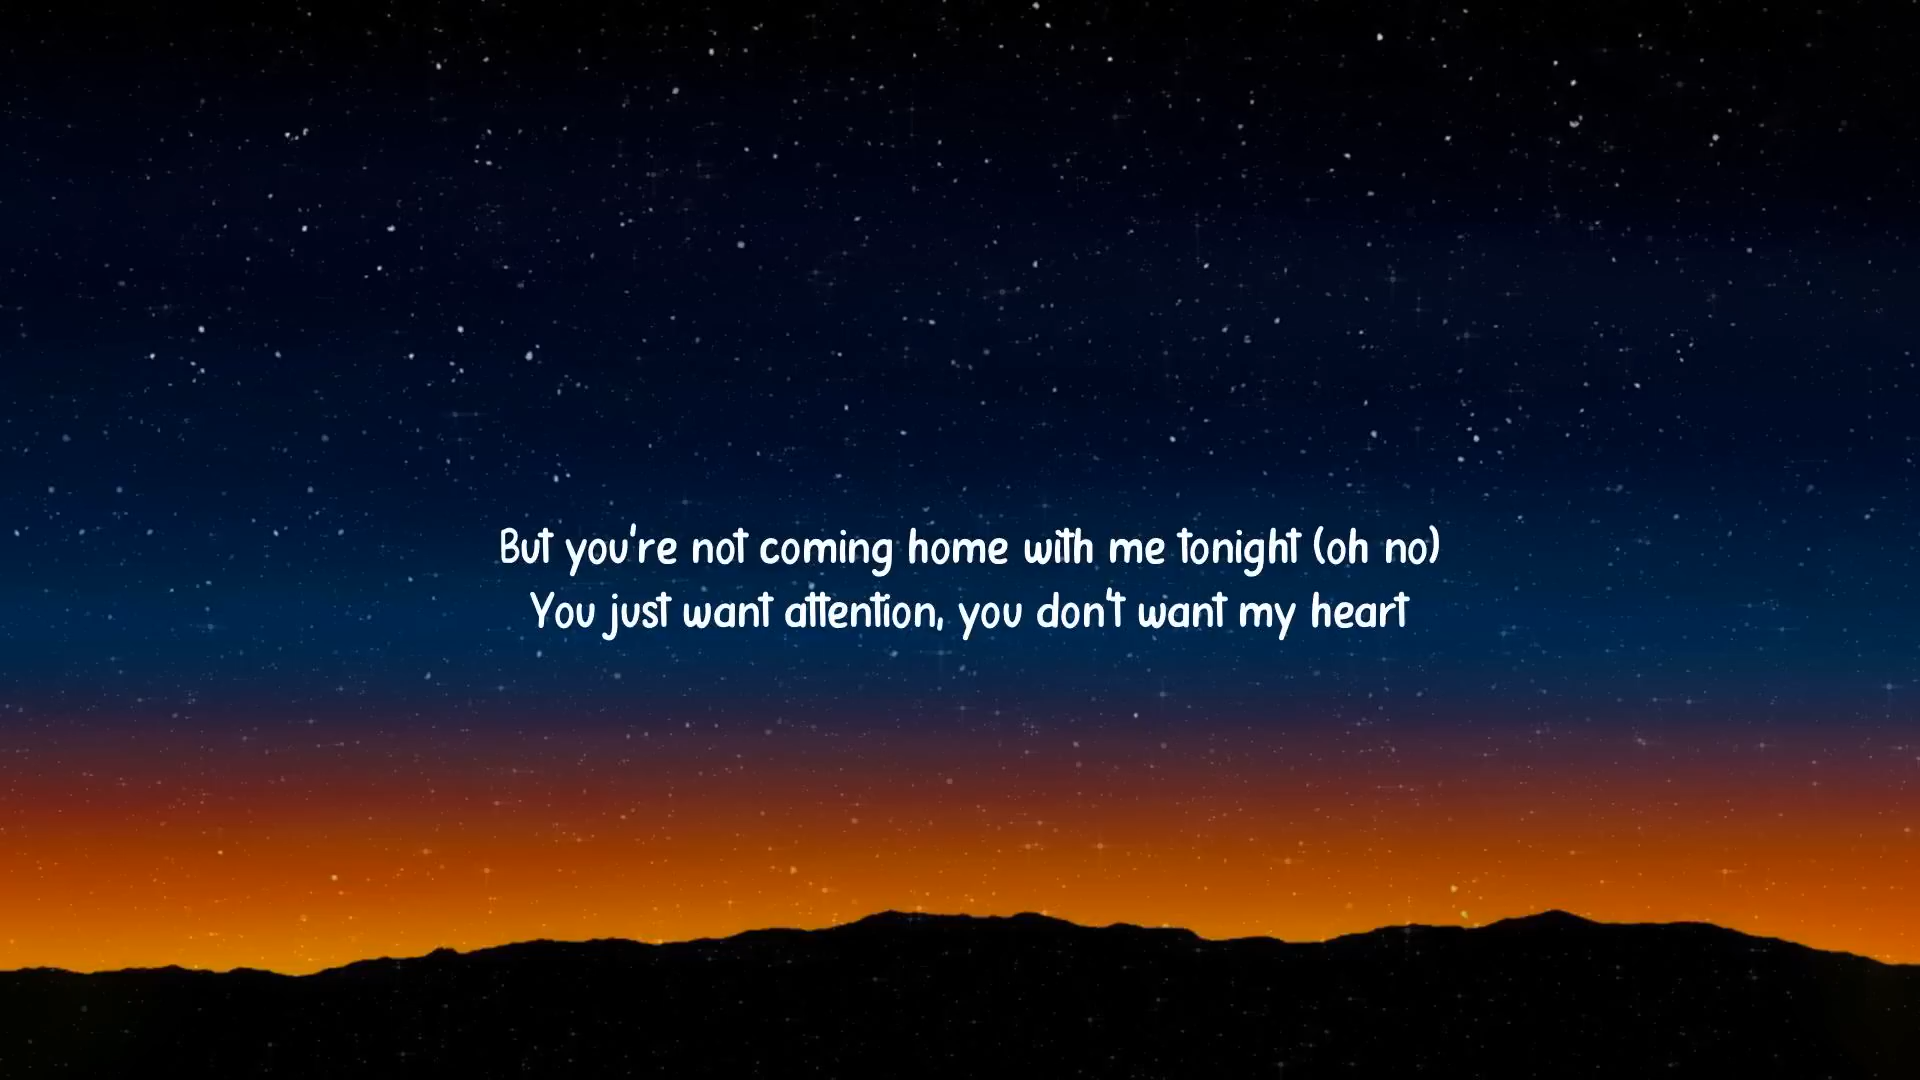 But you're not coming home with me tonight (oh no)
You just want attention, you don't want my heart